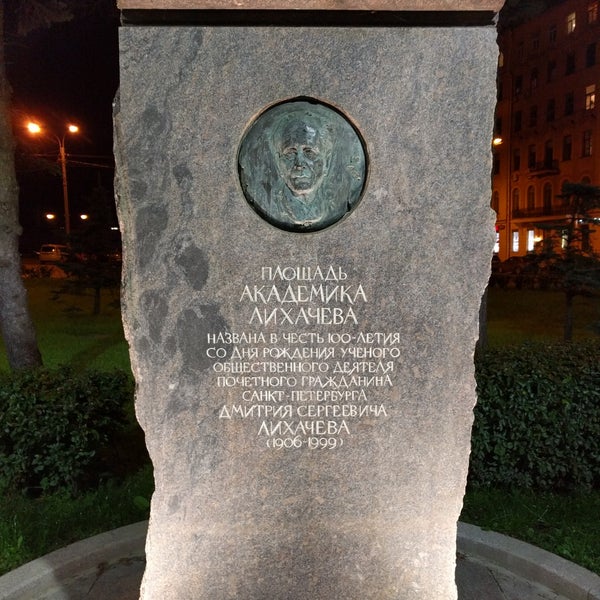 ПЛОЩАДЬ
АКАДЕМИКА
ЛИХАЧЕВА
НАЗВАНА В ЧЕСТЬ 100-ЛЕТИЯ
СО ДНЯ РОЖДЕНИЯ УЧЕНОГО
ОБЩЕСТВЕННОГО ДЕЯТЕЛЯ
ПОЧЕТНОГО ГРАЖДАНИНА
САНКТ-ПЕТЕРБУРГА
ДМИТРИЯ СЕРГЕЕВИЧА
ЛИХАЧЕВА
(1906-1999)